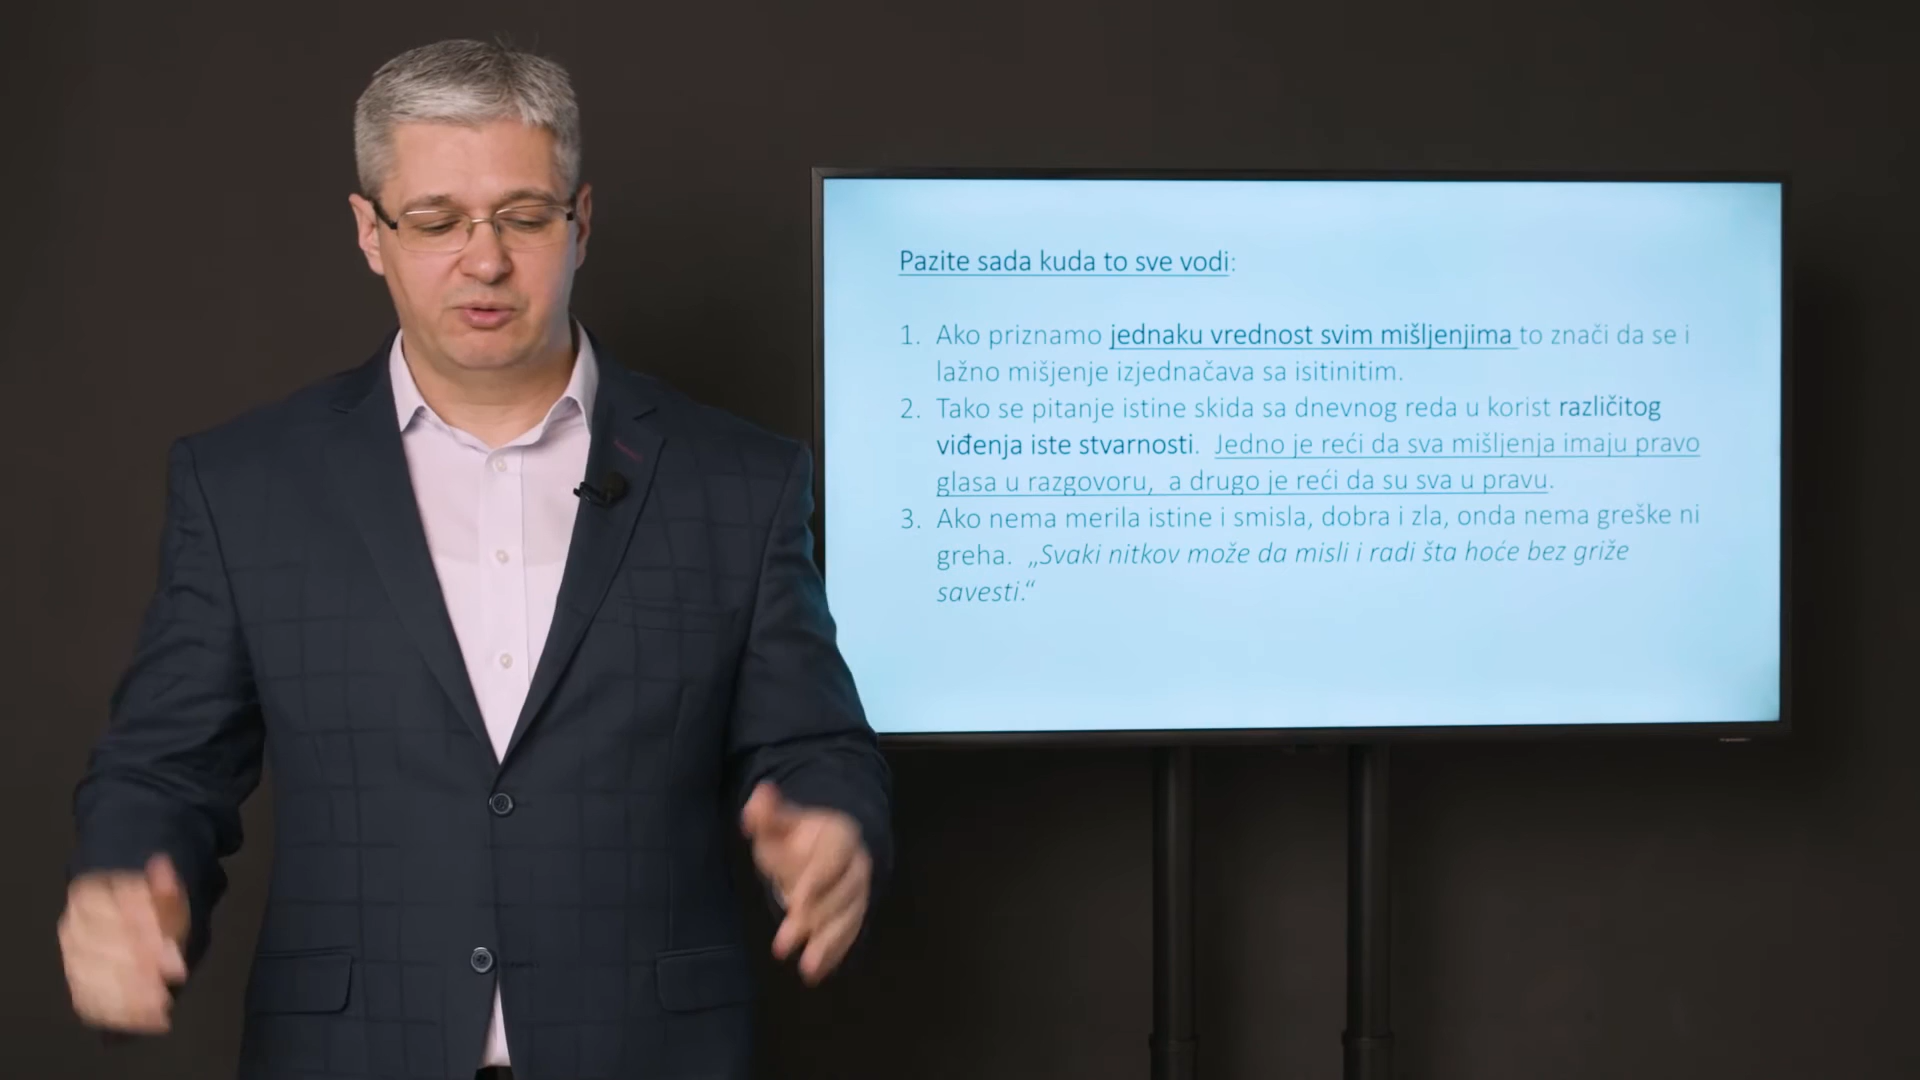 Pazite sada kuda to sve vodi:
1. Ako priznamo jednaku vrednost svim mišljenjima to znači da se i
lažno mišjenje izjednačava sa isitinitim.
2. Tako se pitanje istine skida sa dnevnog reda u korist različitog
viđenja iste stvarnosti. Jedno je reći da sva mišljenja imaju pravo
glasa u razgovoru, a drugo je reći da su sva u pravu.
3. Ako nema merila istine i smisla, dobra i zla, onda nema greške ni
greha. „Svaki nitkov može da misli i radi šta hoće bez griže
savesti.“